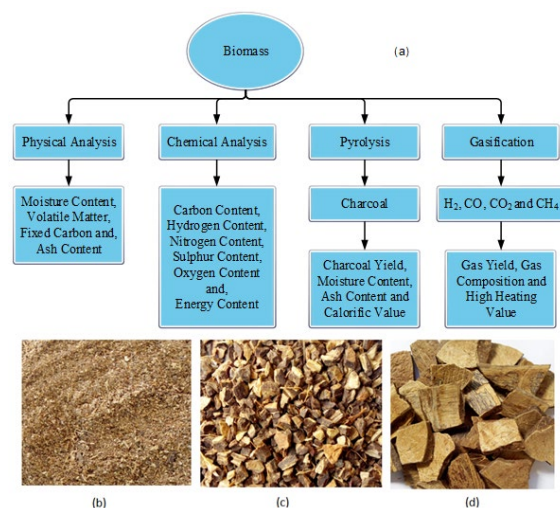 Biomass
(a)
Physical Analysis
Chemical Analysis
Pyrolysis
Gasification
Moisture Content,
Volatile Matter,
Fixed Carbon and,
Ash Content
Carbon Content,
Hydrogen Content,
Nitrogen Content,
Sulphur Content,
Oxygen Content
and,
Energy Content
Charcoal
Charcoal Yield,
Moisture Content,
Ash Content and
Calorific Value
H₂, CO, CO₂ and CH₄
Gas Yield, Gas
Composition and
High Heating
Value
(b)
(c)
(d)